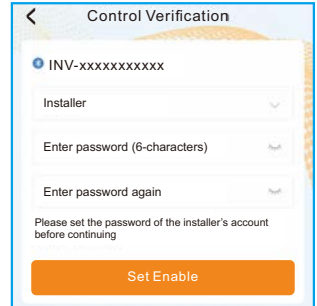 Control Verification
INV-xxxxxxxxxxx
Installer
Enter password (6-characters)
Enter password again
Please set the password of the installer's account
before continuing
Set Enable